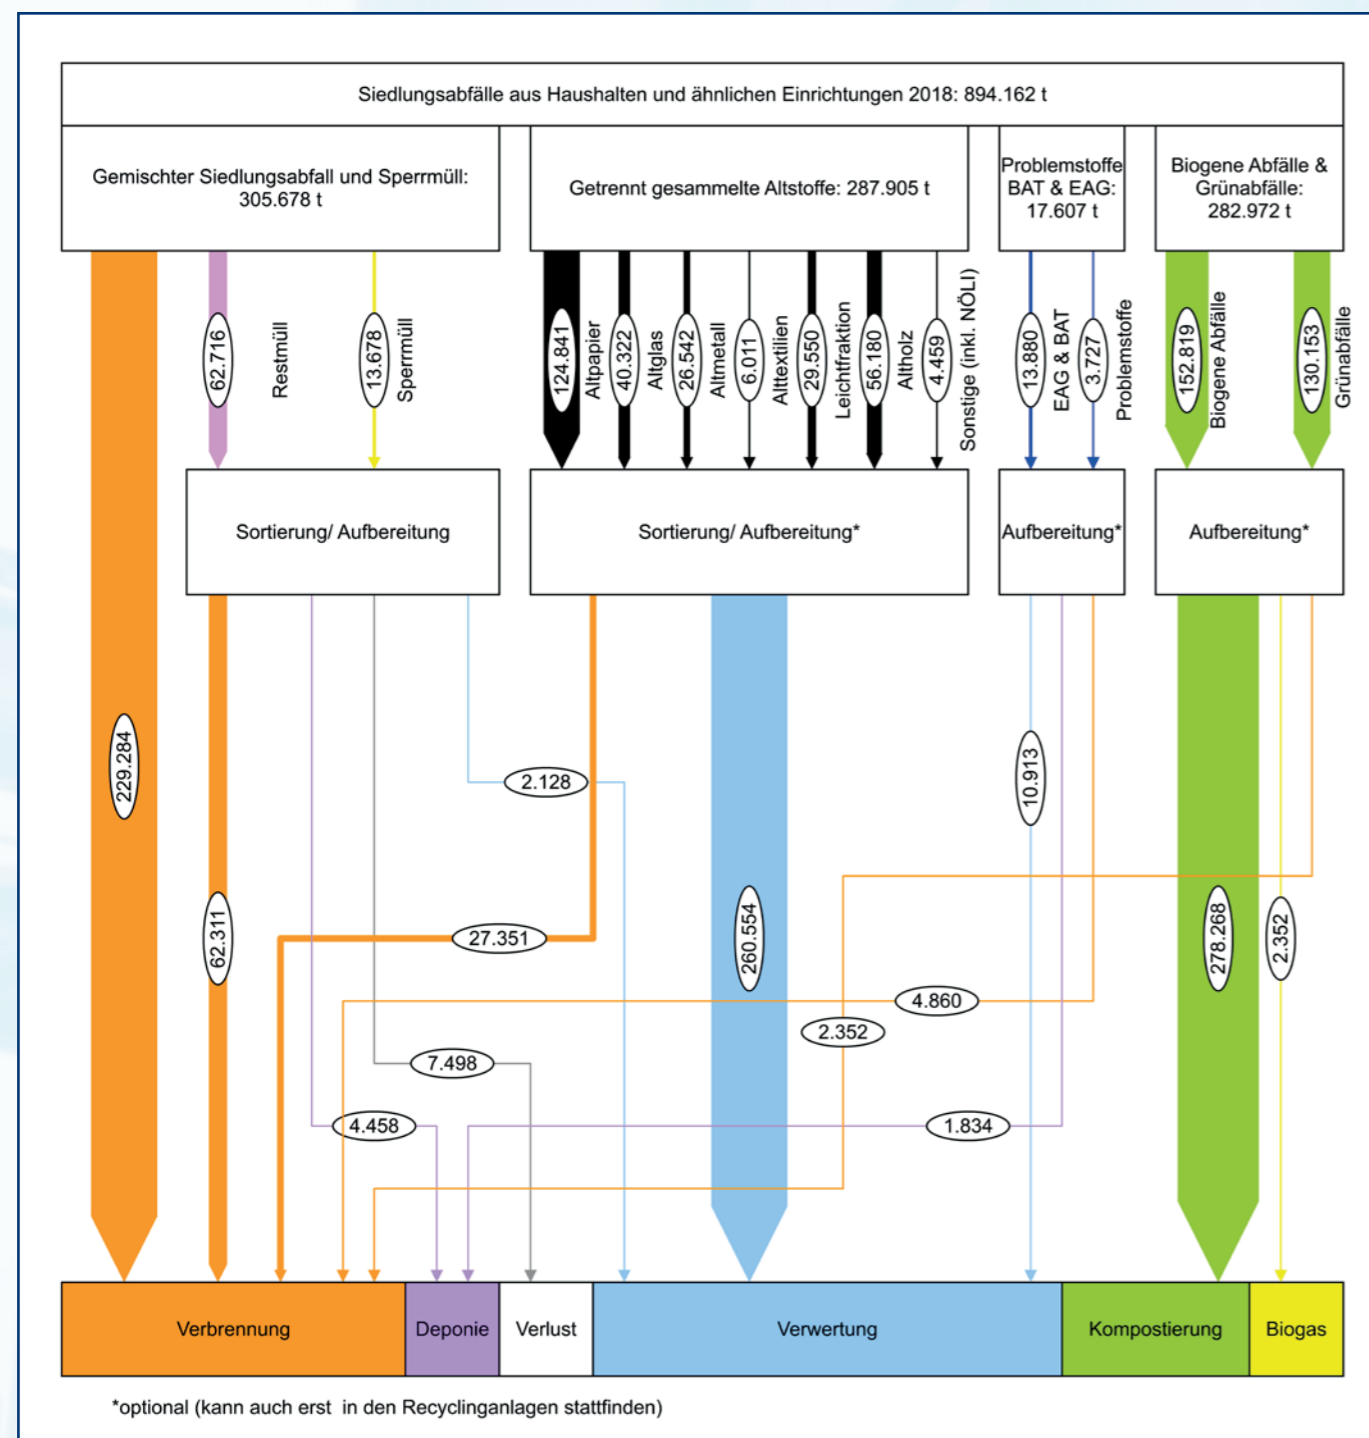 Siedlungsabfälle aus Haushalten und ähnlichen Einrichtungen 2018: 894.162 t
Gemischter Siedlungsabfall und Sperrmüll:
305.678 t
Getrennt gesammelte Altstoffe: 287.905 t
Problemstoffe
BAT & EAG:
17.607 t
Biogene Abfälle &
Grünabfälle:
282.972 t
62.716
Restmüll
13.678
Sperrmüll
124.841
Altpapier
40.322
Altglas
26.542
Altmetall
6.011
Alttextilien
29.550
Leichtfraktion
56.180
Altholz
4.459
Sonstige (inkl. NÖLI)
13.880
EAG & BAT
3.727
Problemstoffe
152.819
Biogene Abfälle
130.153
Grünabfälle
Sortierung/ Aufbereitung
Sortierung/ Aufbereitung*
Aufbereitung*
Aufbereitung*
229.284
2.128
10.913
62.311
27.351
260.554
278.268
2.352
4.860
2.352
7.498
4.458
1.834
Verbrennung
Deponie
Verlust
Verwertung
Kompostierung
Biogas
*optional (kann auch erst in den Recyclinganlagen stattfinden)